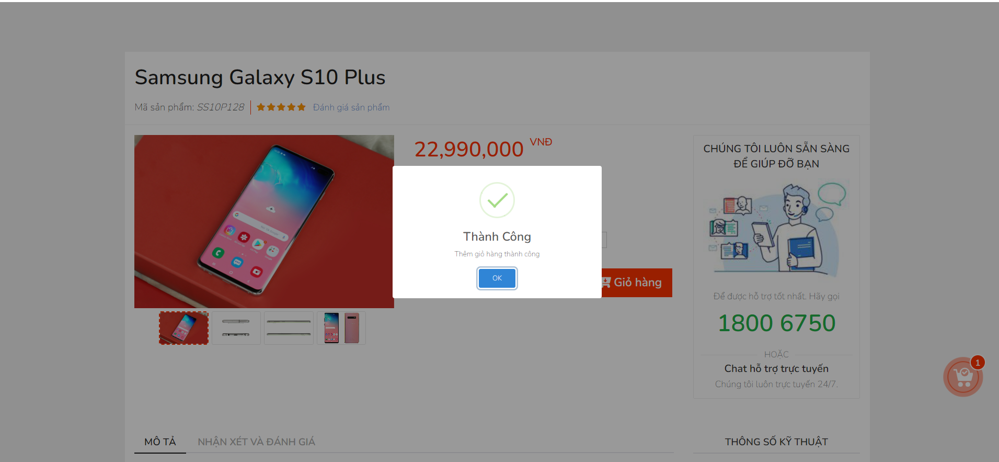 Samsung Galaxy S10 Plus
Mã sản phẩm: SS10P128
Đánh giá sản phẩm
22,990,000 VNĐ
Thành Công
Thêm giỏ hàng thành công
OK
Giỏ hàng
CHÚNG TÔI LUÔN SẴN SÀNG
ĐỂ GIÚP ĐỠ BẠN
Để được hỗ trợ tốt nhất. Hãy gọi
1800 6750
HOẶC
Chat hỗ trợ trực tuyến
Chúng tôi luôn trực tuyến 24/7.
1
MÔ TẢ
NHẬN XÉT VÀ ĐÁNH GIÁ
THÔNG SỐ KỸ THUẬT